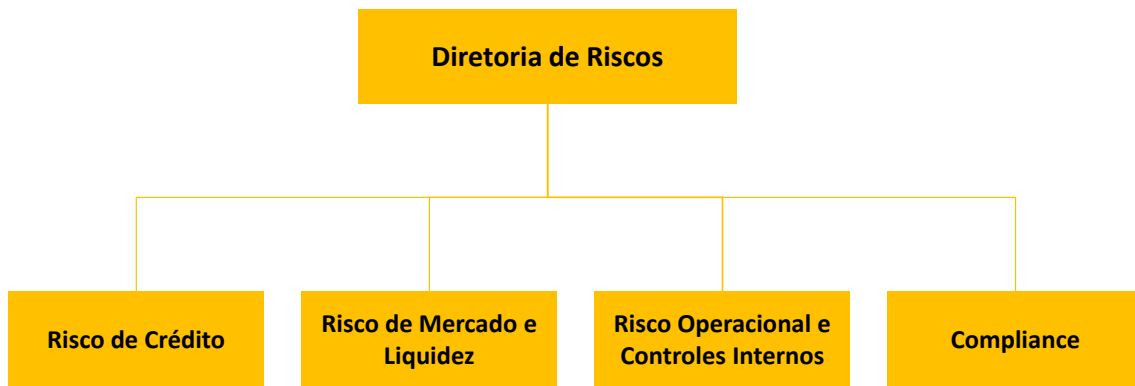 Diretoria de Riscos
Risco de Crédito
Risco de Mercado e
Liquidez
Risco Operacional e
Controles Internos
Compliance